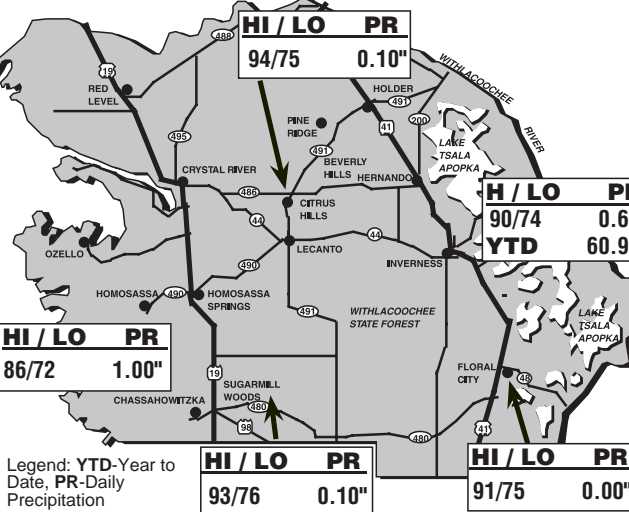 HI / LO PR
94/75 0.10"
488
19
RED
LEVEL
HOLDER
491
WITHLACOOCHEE
RIVER
PINE
RIDGE
41
200
495
491
LAKE
TSALA
APOPKA
BEVERLY
HILLS
CRYSTAL RIVER
HERNANDO
486
H / LO
90/74 0.6
YTD 60.9
CITRUS
HILLS
44
44
OZELLO
LECANTO
INVERNESS
490
HOMOSASSA
490
HOMOSASSA
SPRINGS
491
WITHLACOOCHEE
STATE FOREST
LAKE
TSALA
APOPKA
HI / LO PR
86/72 1.00"
19
FLORAL
CITY
48
SUGARMILL
WOODS
CHASSAHOWITZKA
480
98
480
41
Legend: YTD-Year to
Date, PR-Daily
Precipitation
HI / LO PR
93/76 0.10"
HI / LO PR
91/75 0.00"